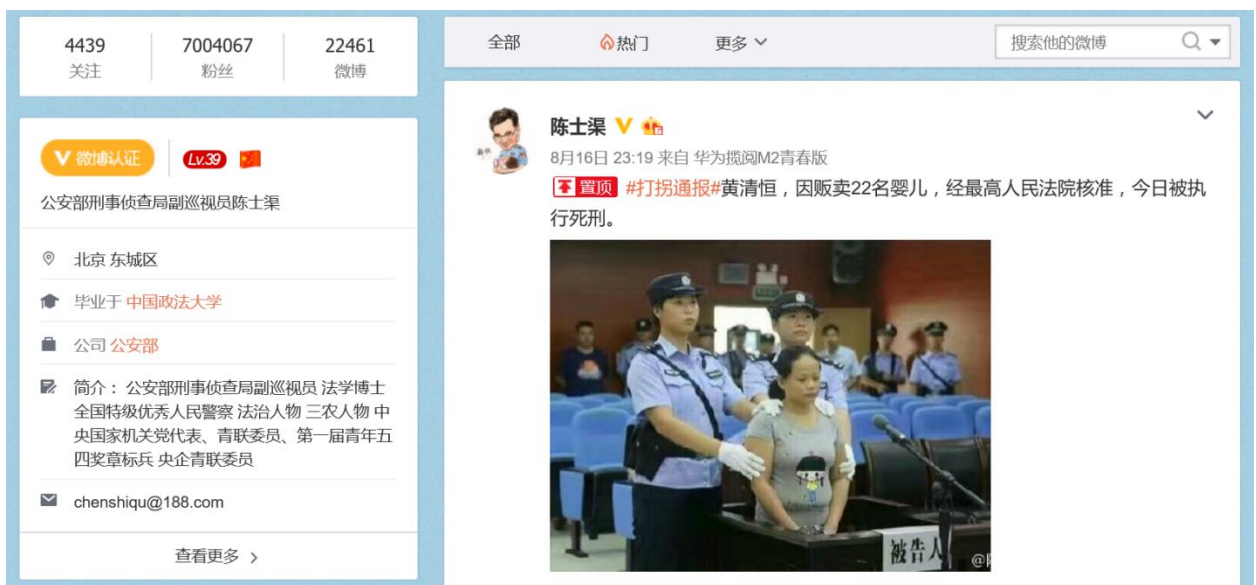 4439 7004067 22461
关注 粉丝 微博
微博认证 Lv.39
公安部刑事侦查局副巡视员陈士渠
北京 东城区
毕业于 中国政法大学
公司 公安部
简介： 公安部刑事侦查局副巡视员 法学博士
全国特级优秀人民警察 法治人物 三农人物 中
央国家机关党代表、青联委员、第一届青年五
四奖章标兵 央企青联委员
chenshiqu@188.com
查看更多
全部 热门 更多 搜索他的微博
陈士渠
8月16日 23:19 来自 华为揽阅M2青春版
置顶 #打拐通报#黄清恒，因贩卖22名婴儿，经最高人民法院核准，今日被执
行死刑。
被告人